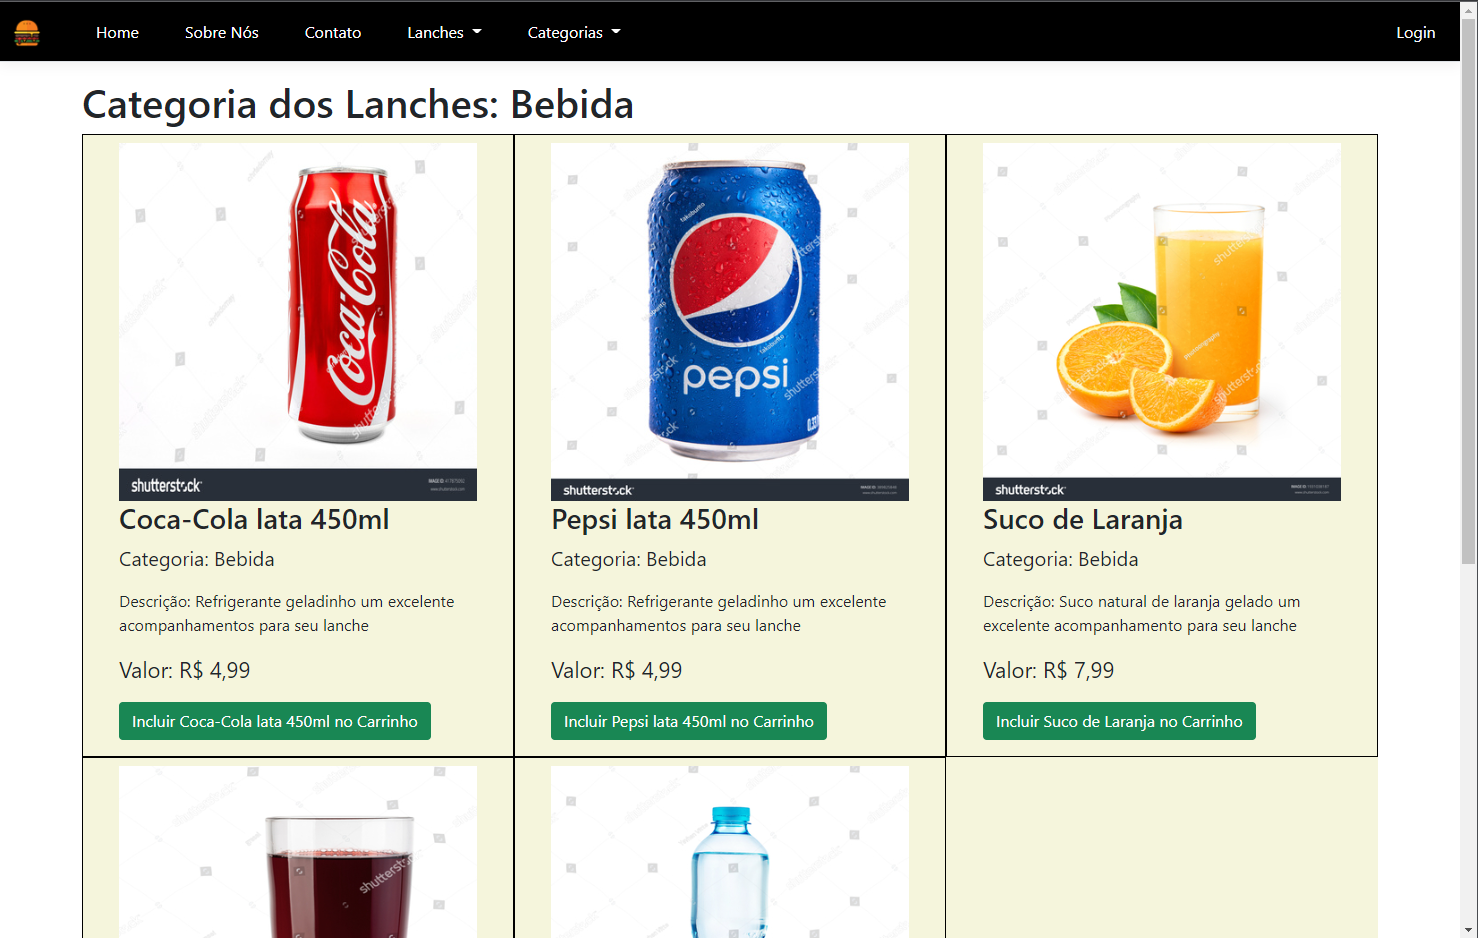 Home
Sobre Nós
Contato
Lanches
Categorias
Login
Categoria dos Lanches: Bebida
Coca-Cola
shutterstock
shutterstock
Coca-Cola lata 450ml
Categoria: Bebida
Descrição: Refrigerante geladinho um excelente
acompanhamentos para seu lanche
Valor: R$ 4,99
Incluir Coca-Cola lata 450ml no Carrinho
pepsi
shutterstock
Pepsi lata 450ml
Categoria: Bebida
Descrição: Refrigerante geladinho um excelente
acompanhamentos para seu lanche
Valor: R$ 4,99
Incluir Pepsi lata 450ml no Carrinho
shutterstock
Suco de Laranja
Categoria: Bebida
Descrição: Suco natural de laranja gelado um
excelente acompanhamento para seu lanche
Valor: R$ 7,99
Incluir Suco de Laranja no Carrinho
shutterstock